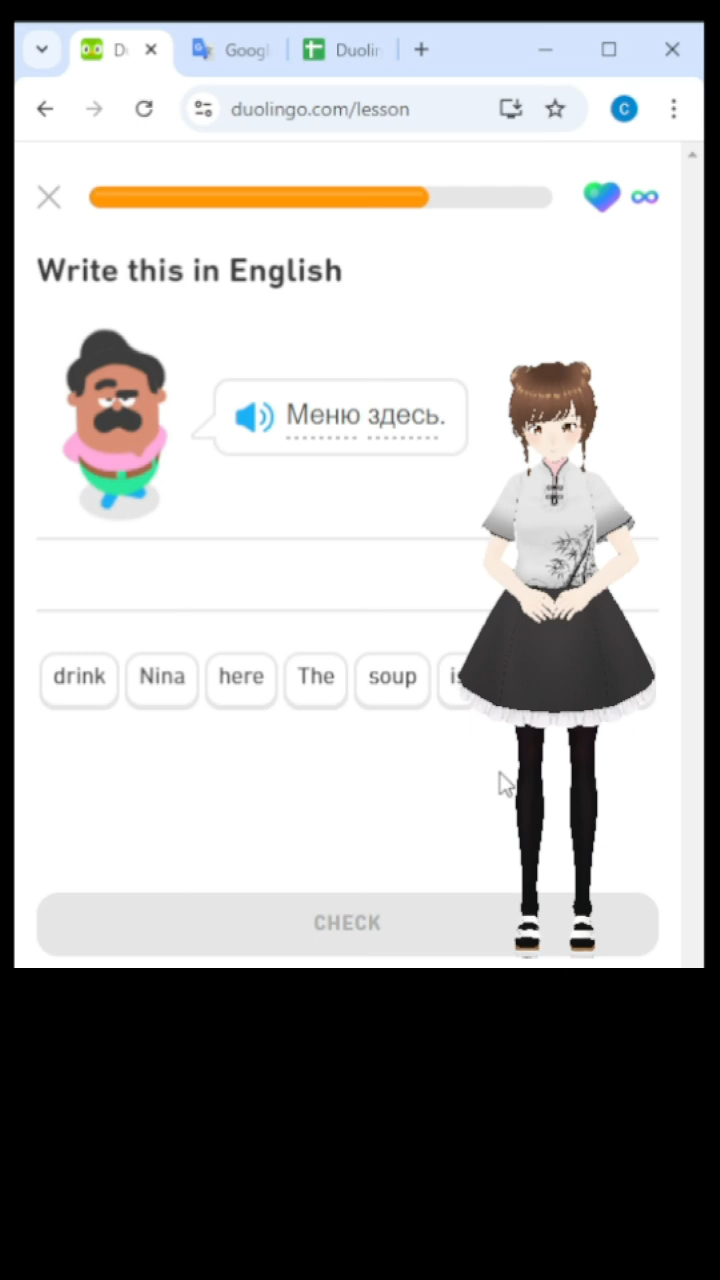 Googl
Duolin
duolingo.com/lesson
C
Write this in English
Меню здесь.
drink Nina here The soup
CHECK